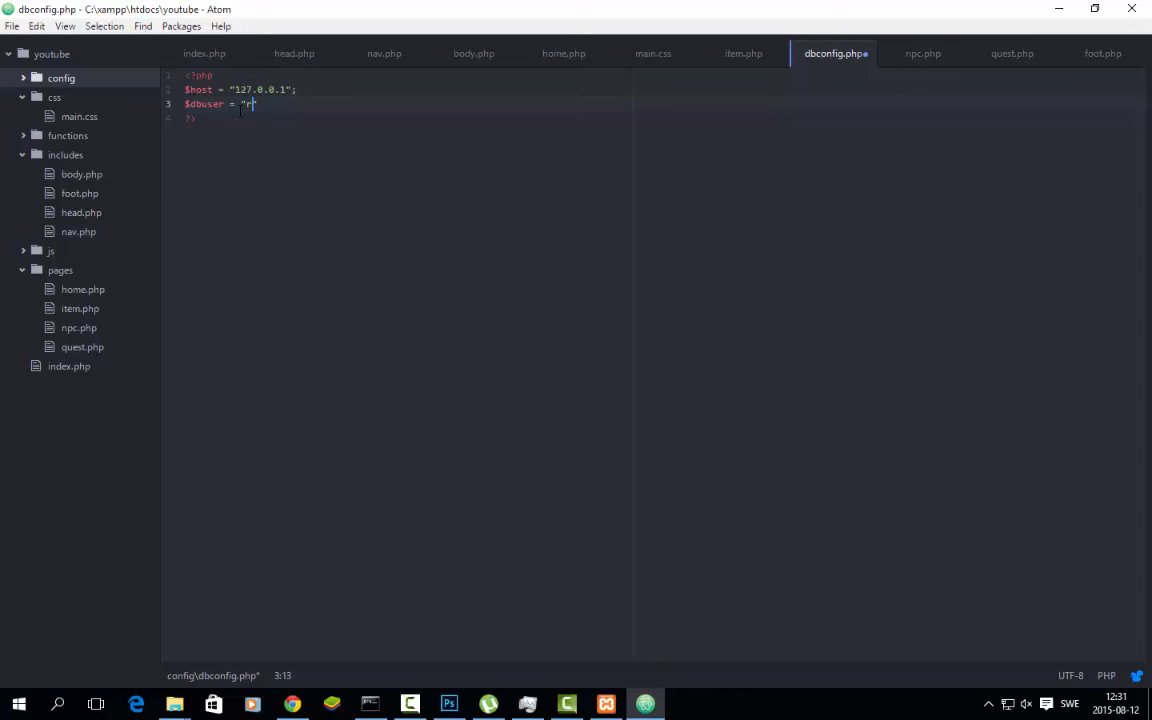 dbconfig.php - C:\xampp\htdocs\youtube - Atom
File Edit View Selection Find Packages Help
youtube
config
css
main.css
functions
includes
body.php
foot.php
head.php
nav.php
js
pages
home.php
item.php
npc.php
quest.php
index.php
index.php head.php nav.php body.php home.php main.css item.php dbconfig.php npc.php quest.php foot.php
1 <?php
2 $host = "127.0.0.1";
3 $dbuser = "r"
4 ?>
config\dbconfig.php* 3:13 UTF-8 PHP
Ps SWE 12:31
2015-08-12